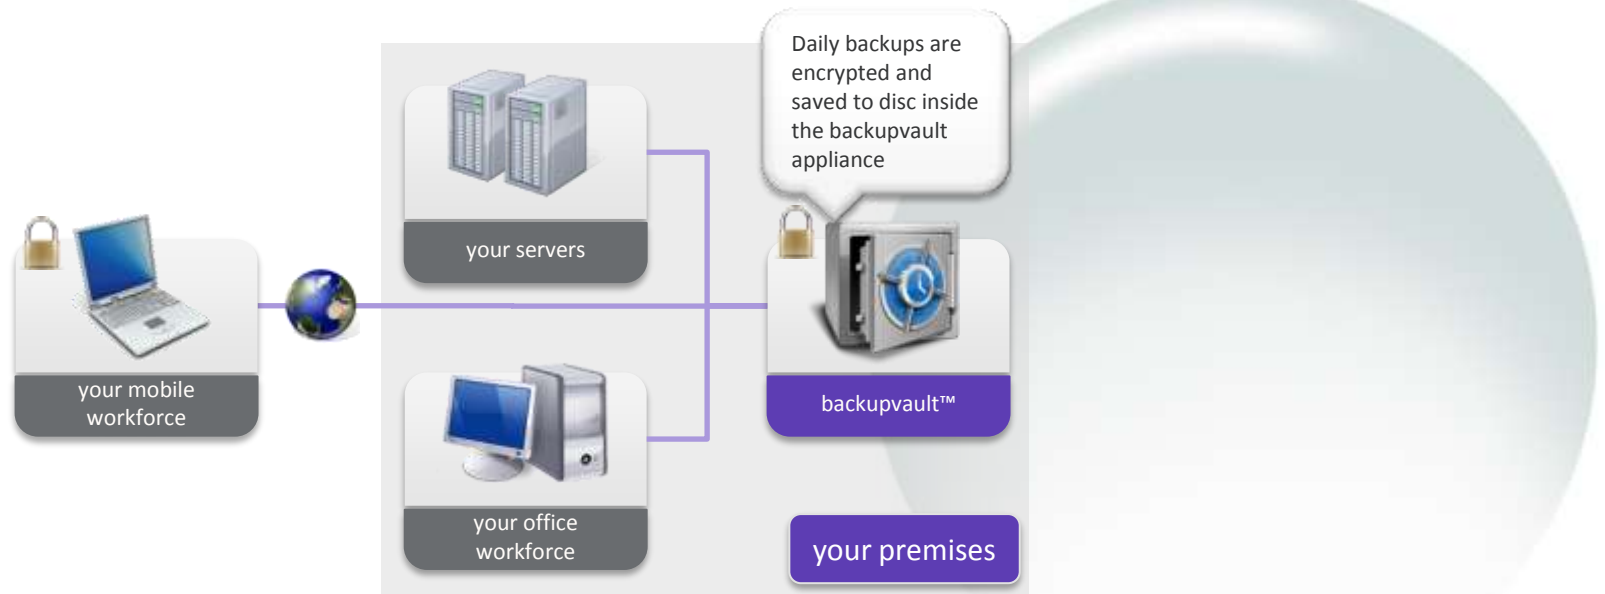 Daily backups are
encrypted and
saved to disc inside
the backupvault
appliance
your servers
your mobile
workforce
backupvault™
your office
workforce
your premises